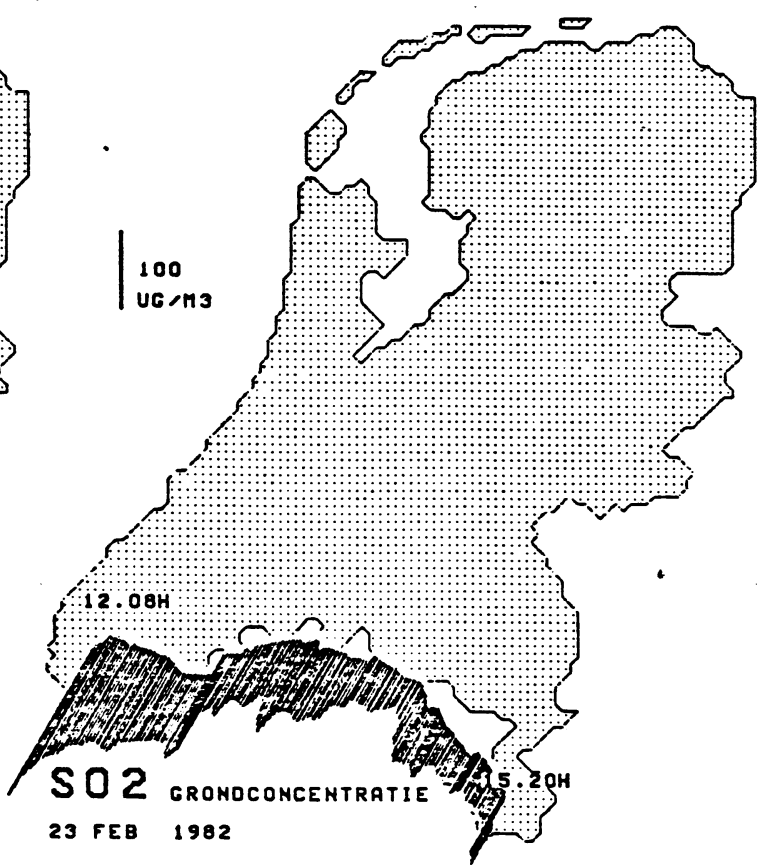 100
UG/M3
12.08H
15.20H
SO2 GRONDCONCENTRATIE
23 FEB 1982